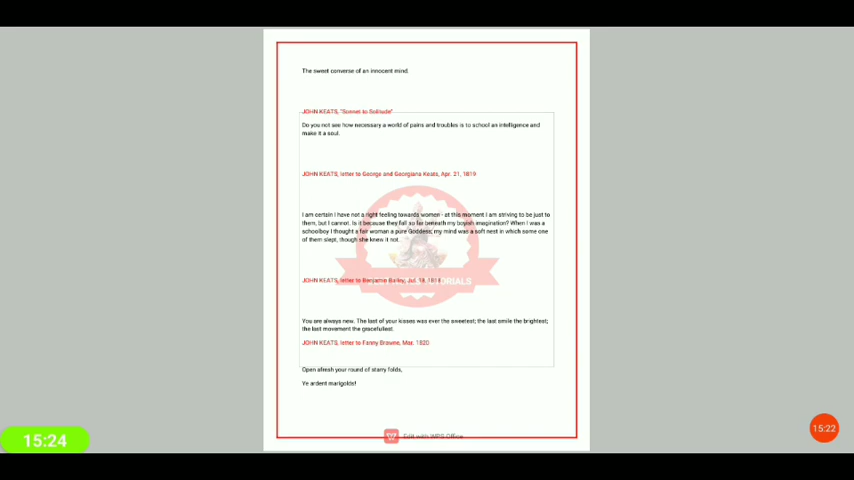 The sweet converse of an innocent mind.
JOHN KEATS, "Sonnet to Solitude"
Do you not see how necessary a world of pains and troubles is to school an intelligence and
make it a soul.
JOHN KEATS, letter to George and Georgiana Keats, Apr. 21, 1819
I am certain I have not a right feeling towards women - at this moment I am striving to be just to
them, but I cannot. Is it because they fall so far beneath my boyish imagination? When I was a
schoolboy I thought a fair woman a pure Goddess; my mind was a soft nest in which some one
of them slept, though she knew it not.
JOHN KEATS, letter to Benjamin Bailey, Jul. 18, 1818
You are always new. The last of your kisses was ever the sweetest; the last smile the brightest;
the last movement the gracefullest.
JOHN KEATS, letter to Fanny Browne, Mar. 1820
Open afresh your round of starry folds,
Ye ardent marigolds!
Edit with WPS Office
15:24
15:22